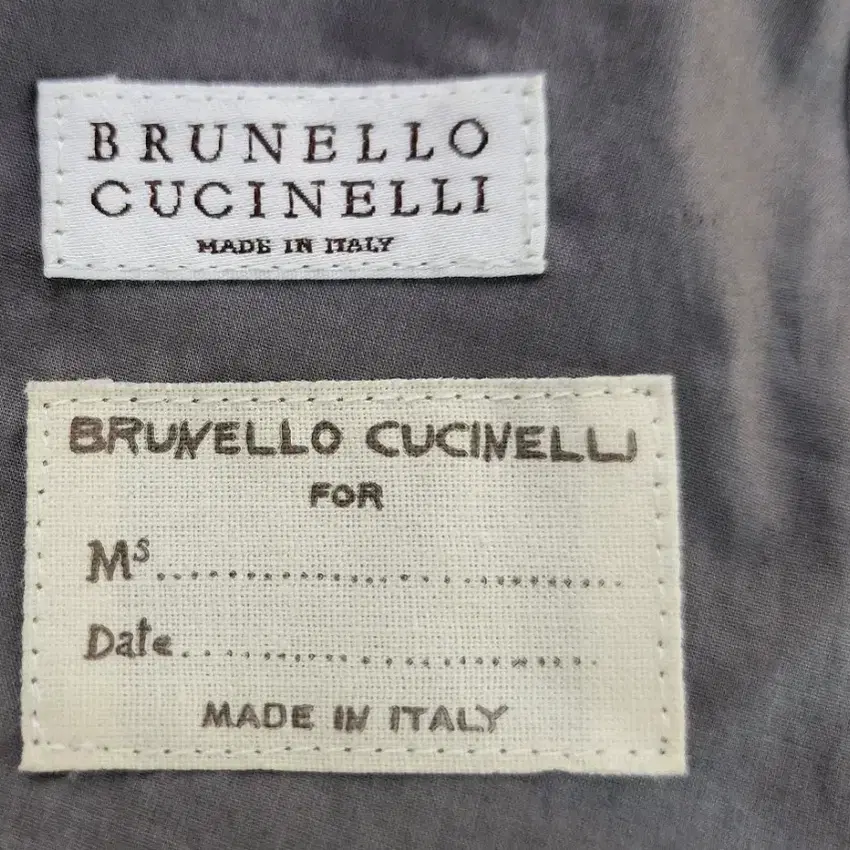 BRUNELLO
CUCINELLI
MADE IN ITALY
BRUNELLO CUCINELLI
FOR
Ms..............................
Date............................
MADE IN ITALY